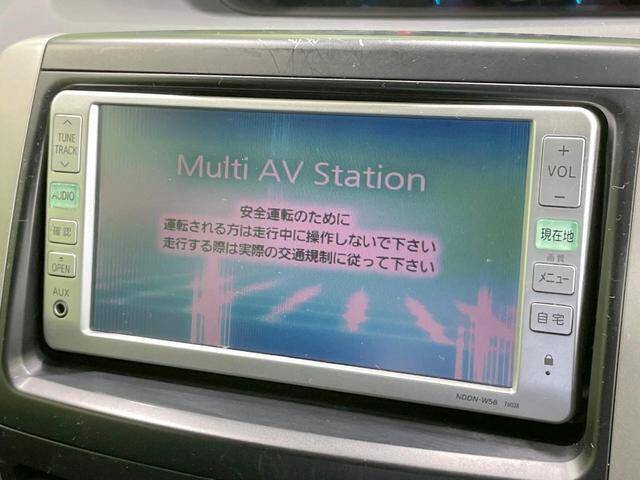 TUNE
TRACK
AUDIO
確認
OPEN
AUX
Multi AV Station
安全運転のために
運転される方は走行中に操作しないで下さい
走行する際は実際の交通規制に従って下さい
+
VOL
−
現在地
画質
メニュー
自宅
NDDN-W58 76038